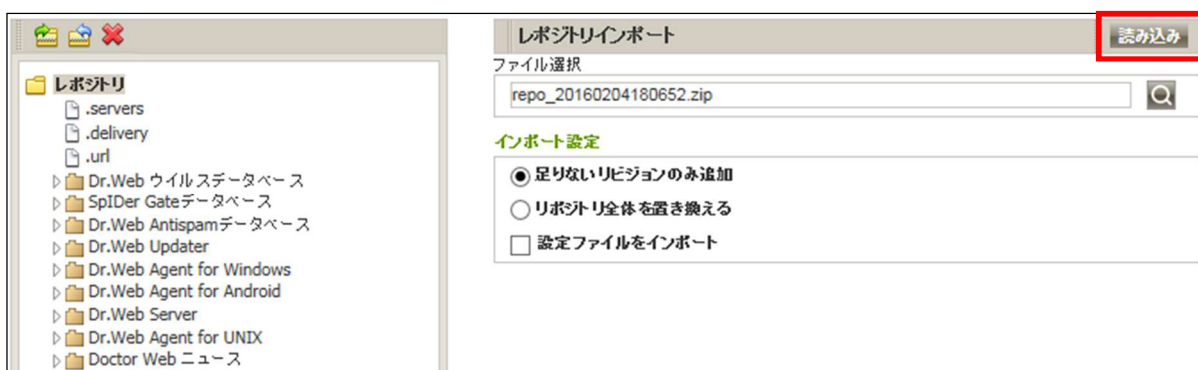 レポジトリ
.servers
.delivery
.url
Dr.Web ウイルスデータベース
SpIDer Gateデータベース
Dr.Web Antispamデータベース
Dr.Web Updater
Dr.Web Agent for Windows
Dr.Web Agent for Android
Dr.Web Server
Dr.Web Agent for UNIX
Doctor Web ニュース
レポジトリインポート
読み込み
ファイル選択
repo_20160204180652.zip
インポート設定
足りないリビジョンのみ追加
リポジトリ全体を置き換える
設定ファイルをインポート